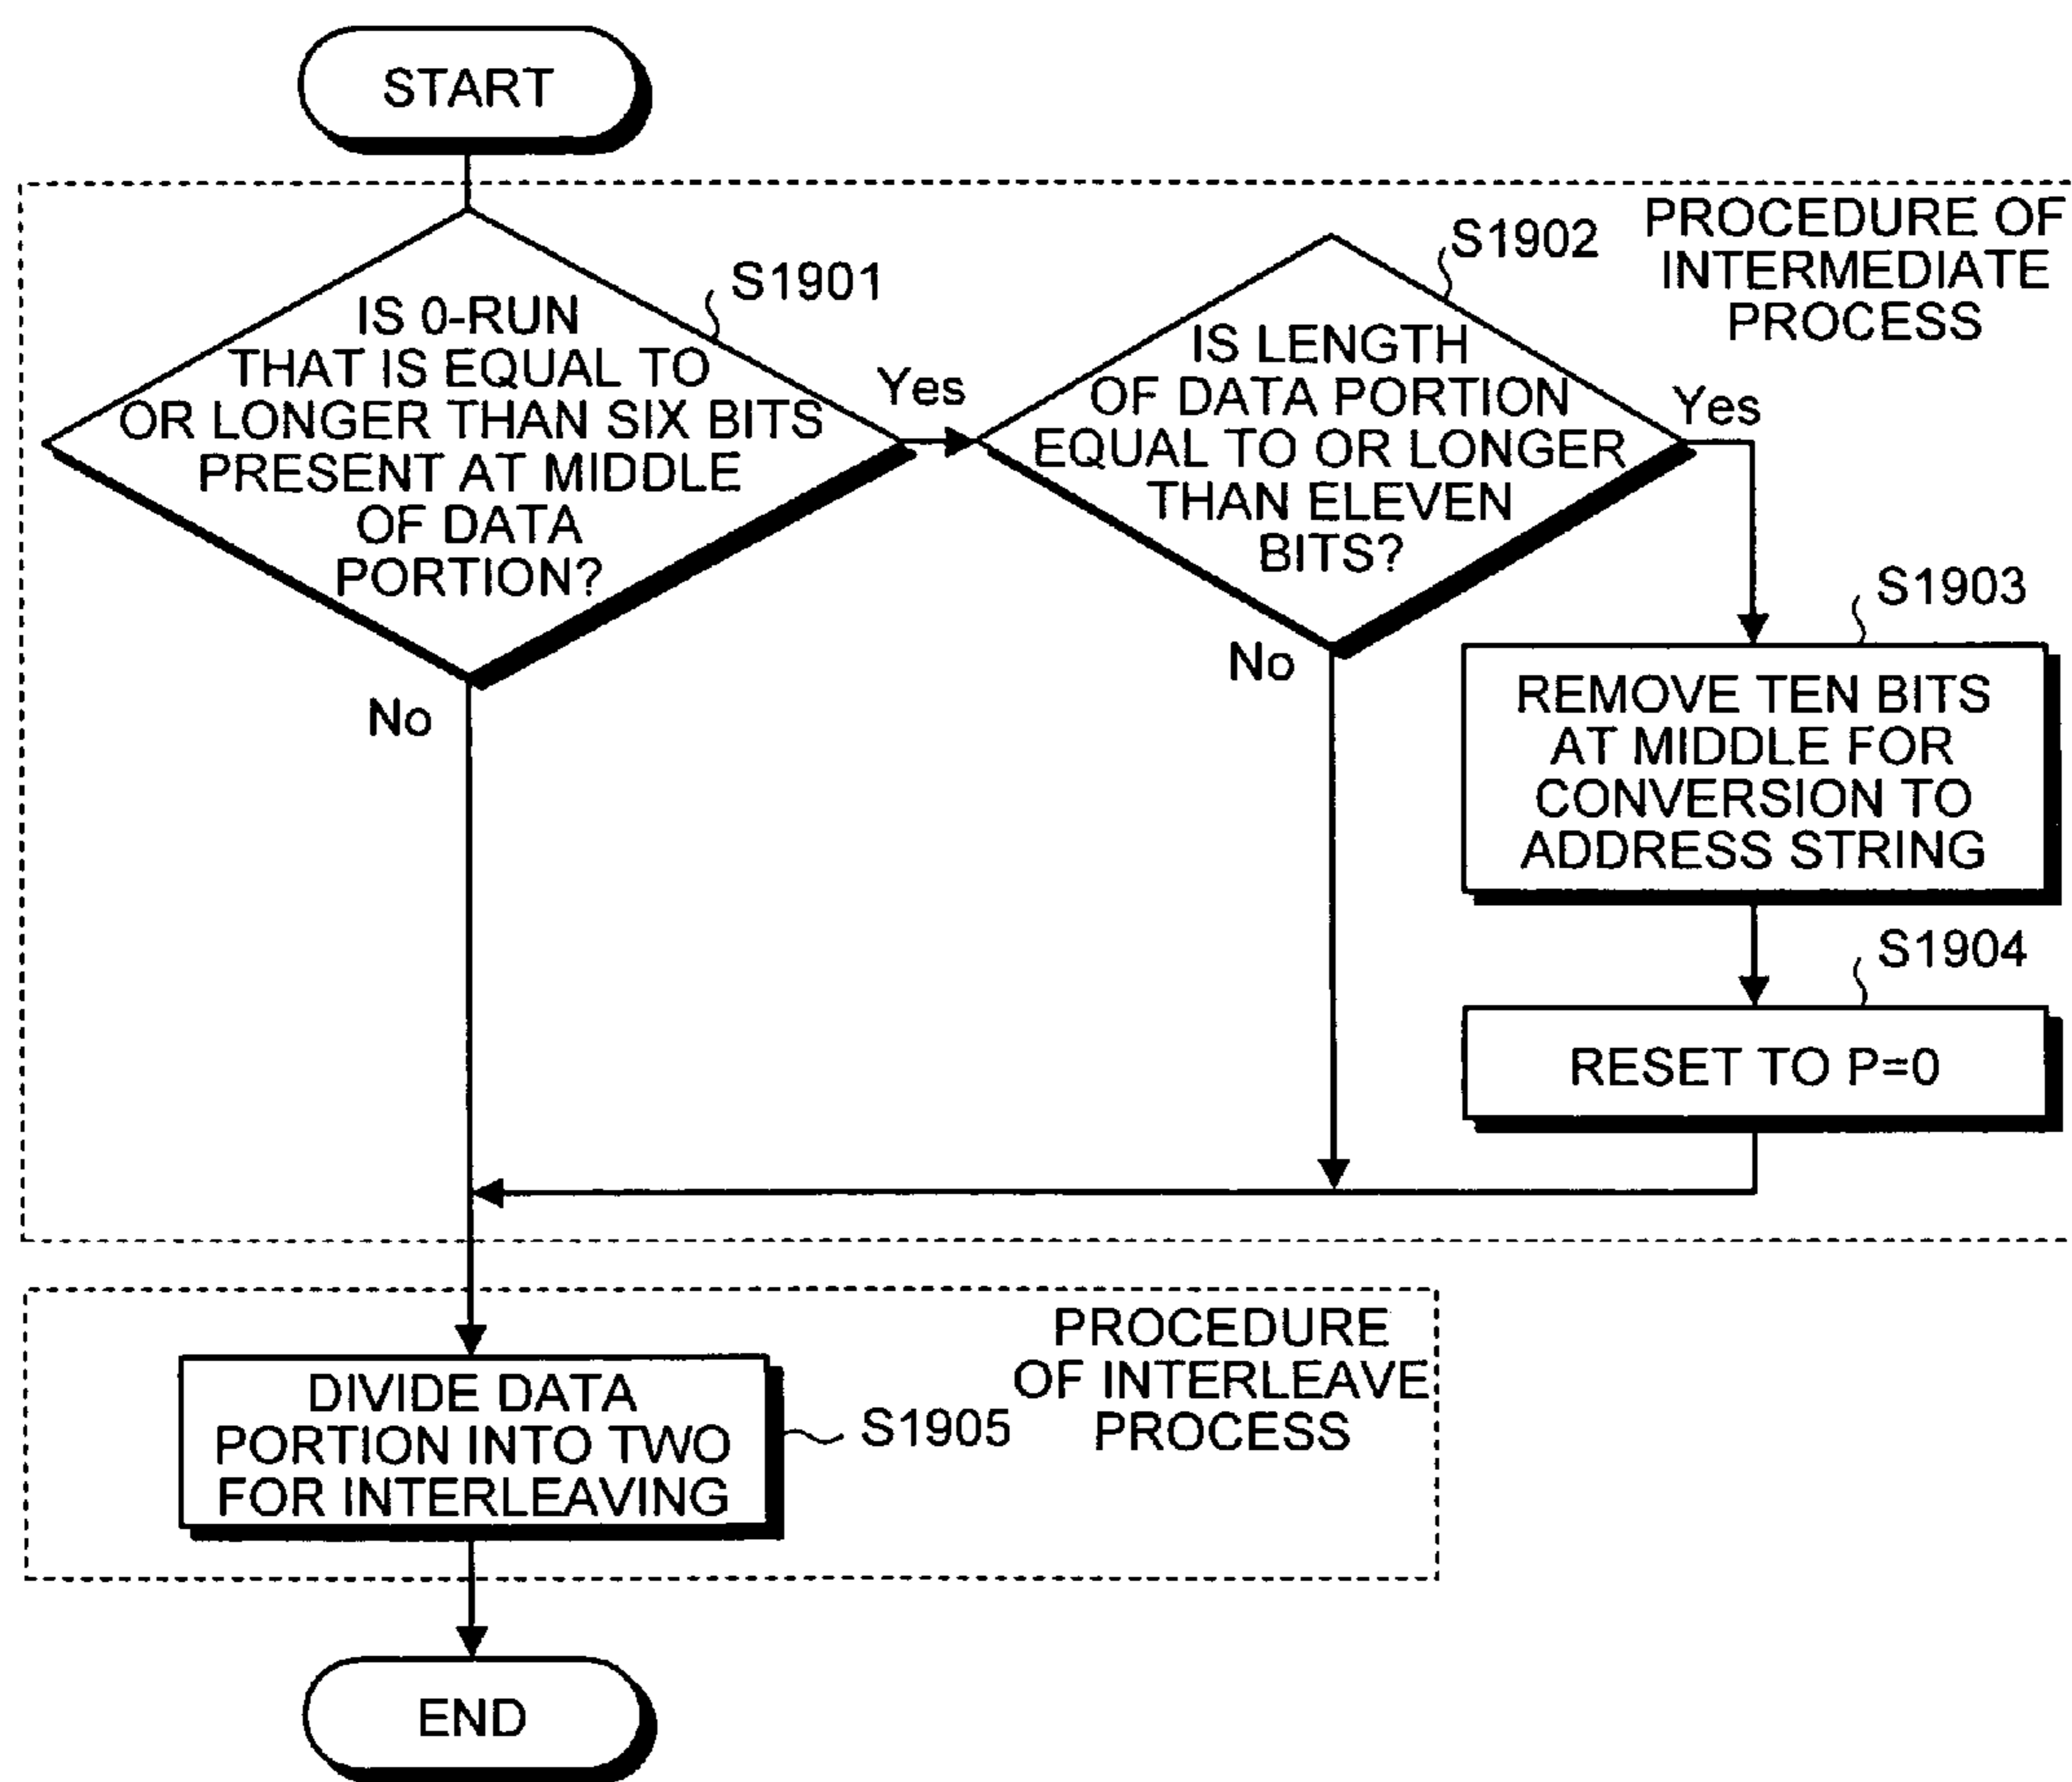 START
PROCEDURE OF
INTERMEDIATE
PROCESS
S1901
IS 0-RUN
THAT IS EQUAL TO
OR LONGER THAN SIX BITS
PRESENT AT MIDDLE
OF DATA
PORTION?
Yes
No
S1902
IS LENGTH
OF DATA PORTION
EQUAL TO OR LONGER
THAN ELEVEN
BITS?
Yes
No
S1903
REMOVE TEN BITS
AT MIDDLE FOR
CONVERSION TO
ADDRESS STRING
S1904
RESET TO P=0
PROCEDURE
OF INTERLEAVE
PROCESS
DIVIDE DATA
PORTION INTO TWO
FOR INTERLEAVING
S1905
END